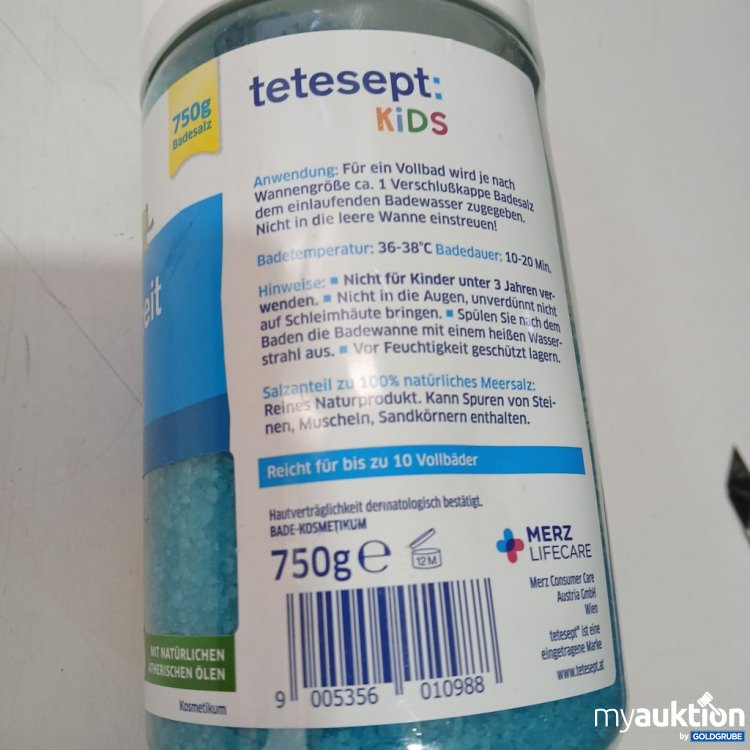 750g
Badesalz
eit
MIT NATÜRLICHEN
ÄTHERISCHEN ÖLEN
Kosmetikum
tetesept:
KiDS
Anwendung: Für ein Vollbad wird je nach
Wannengröße ca. 1 Verschlußkappe Badesalz
dem einlaufenden Badewasser zugegeben.
Nicht in die leere Wanne einstreuen!
Badetemperatur: 36-38°C Badedauer: 10-20 Min.
Hinweise: ■ Nicht für Kinder unter 3 Jahren ver-
wenden. ■ Nicht in die Augen, unverdünnt nicht
auf Schleimhäute bringen. ■ Spülen Sie nach dem
Baden die Badewanne mit einem heißen Wasser-
strahl aus. ■ Vor Feuchtigkeit geschützt lagern.
Salzanteil zu 100% natürliches Meersalz:
Reines Naturprodukt. Kann Spuren von Stei-
nen, Muscheln, Sandkörnern enthalten.
Reicht für bis zu 10 Vollbäder
Hautverträglichkeit dermatologisch bestätigt.
BADE-KOSMETIKUM
750g e
12M
MERZ
LIFECARE
Merz Consumer Care
Austria GmbH
Wien
tetesept® ist eine
eingetragene Marke
www.tetesept.at
9 005356 010988
myauktion
by GOLDGRUBE